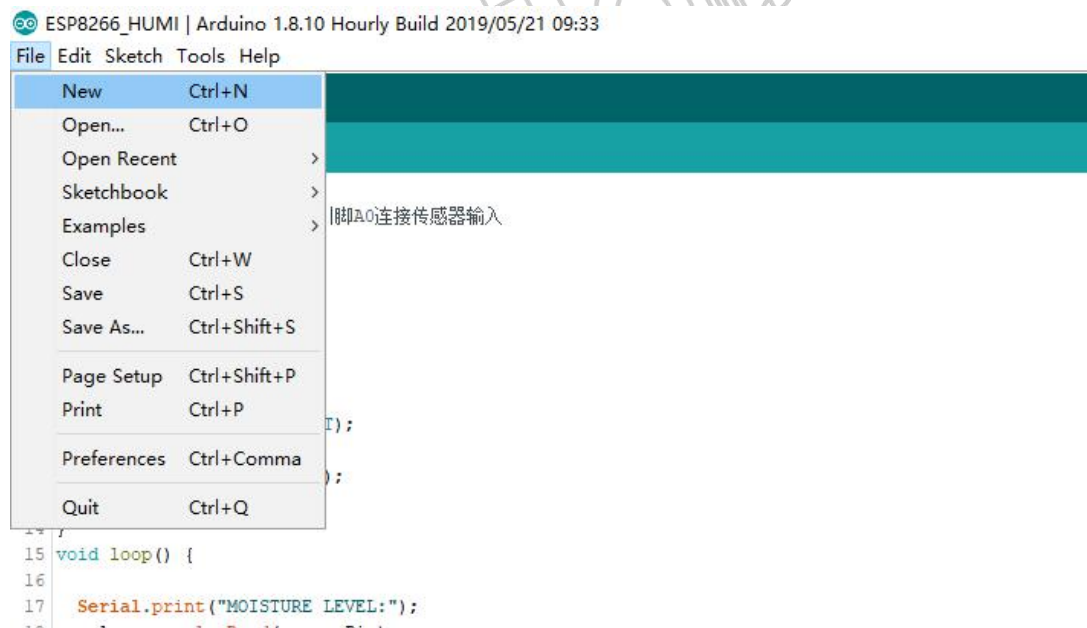 ESP8266_HUMI | Arduino 1.8.10 Hourly Build 2019/05/21 09:33
File Edit Sketch Tools Help
New Ctrl+N
Open... Ctrl+O
Open Recent >
Sketchbook >
Examples >
脚A0连接传感器输入
Close Ctrl+W
Save Ctrl+S
Save As... Ctrl+Shift+S
Page Setup Ctrl+Shift+P
Print Ctrl+P
);
Preferences Ctrl+Comma
);
Quit Ctrl+Q
14 }
15 void loop() {
16
17 Serial.print("MOISTURE LEVEL:");